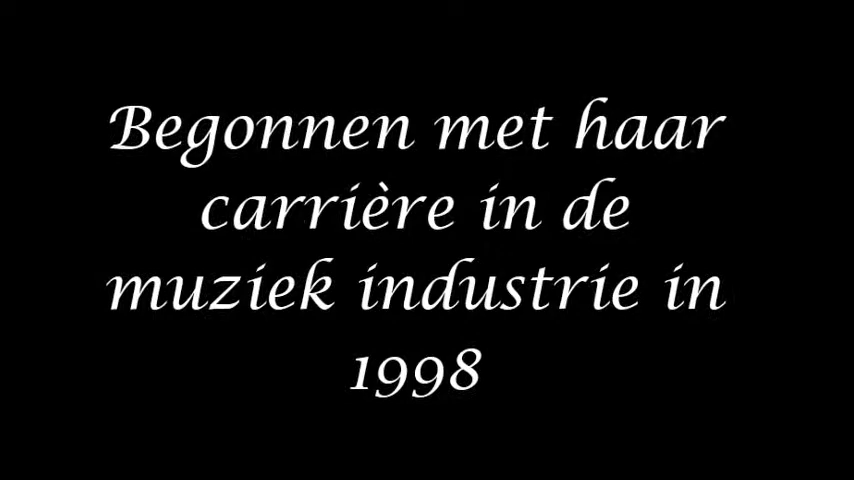 Begonnen met haar
carrière in de
muziek industrie in
1998